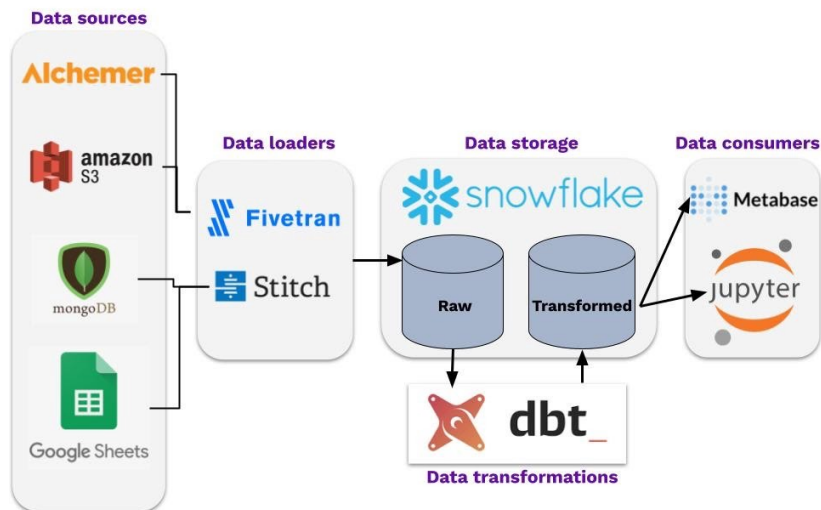 Data sources
Alchemer
amazon
S3
mongoDB
Google Sheets
Data loaders
Fivetran
Stitch
Data storage
snowflake
Raw
Transformed
dbt_
Data transformations
Data consumers
Metabase
jupyter